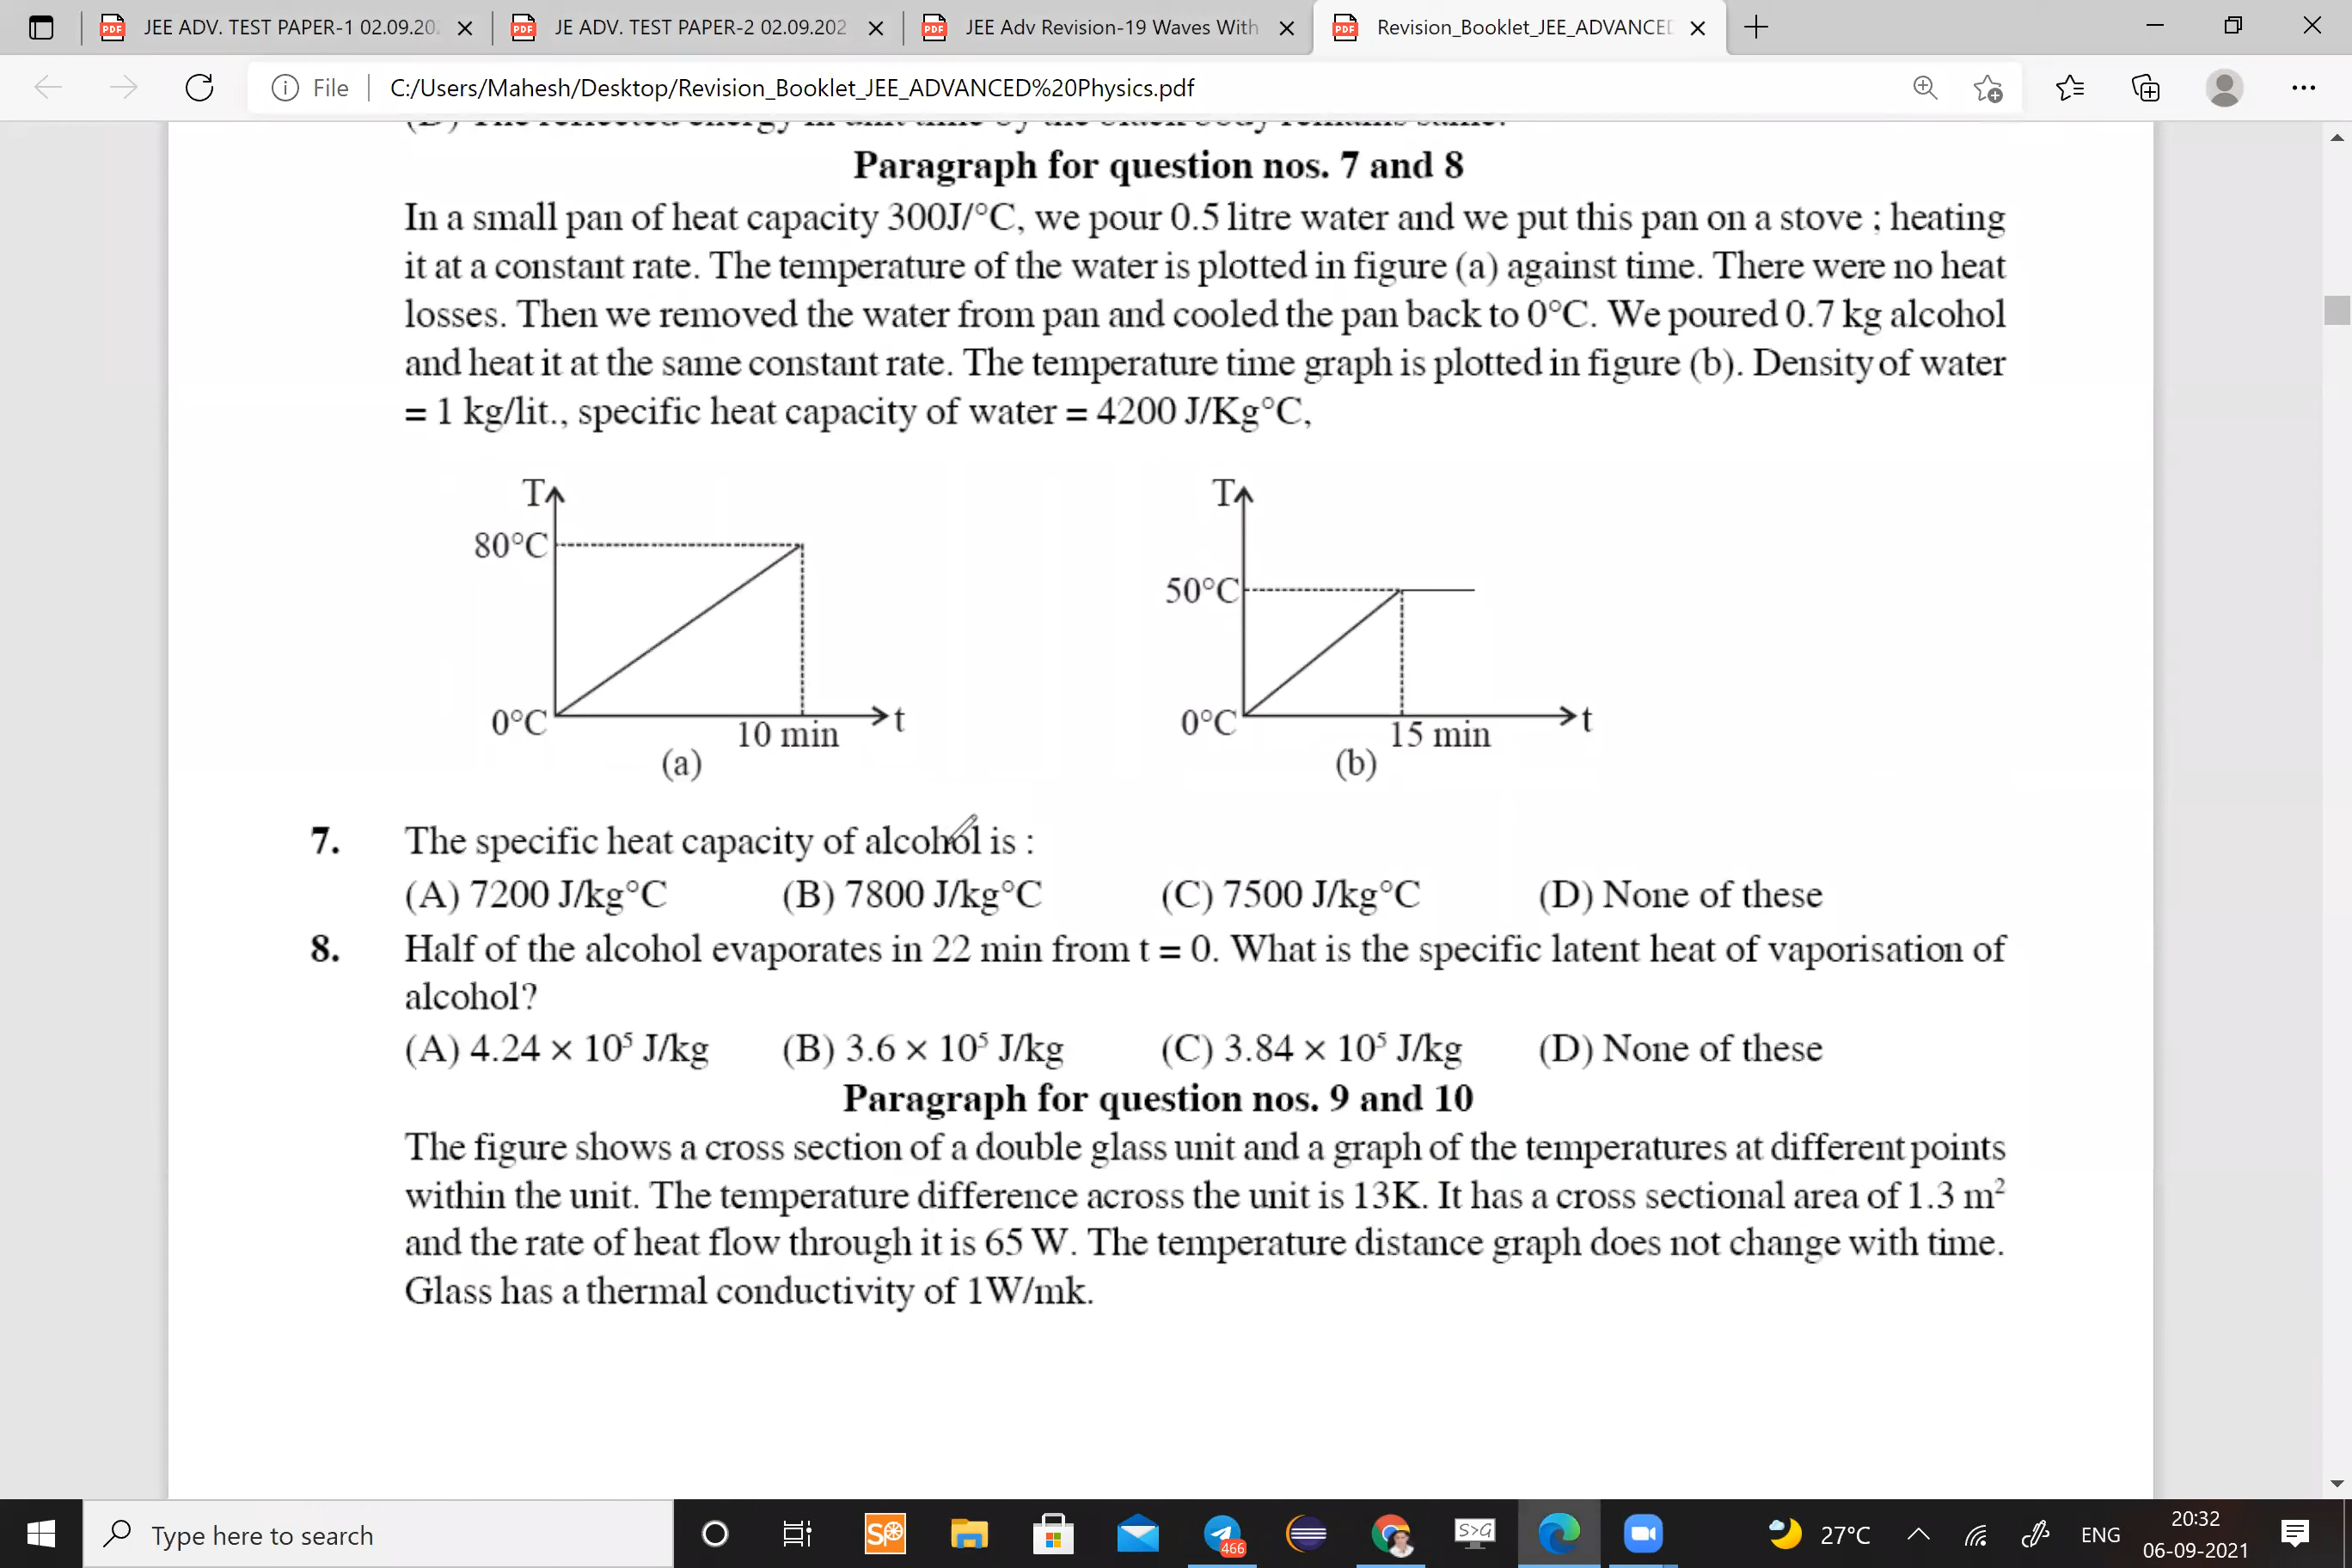 JEE ADV. TEST PAPER-1 02.09.20
JE ADV. TEST PAPER-2 02.09.202
JEE Adv Revision-19 Waves With
Revision_Booklet_JEE_ADVANCED
File
C:/Users/Mahesh/Desktop/Revision_Booklet_JEE_ADVANCED%20Physics.pdf
(D) The reflected energy in unit time by the black body remains same.
Paragraph for question nos. 7 and 8
In a small pan of heat capacity 300J/°C, we pour 0.5 litre water and we put this pan on a stove ; heating
it at a constant rate. The temperature of the water is plotted in figure (a) against time. There were no heat
losses. Then we removed the water from pan and cooled the pan back to 0°C. We poured 0.7 kg alcohol
and heat it at the same constant rate. The temperature time graph is plotted in figure (b). Density of water
= 1 kg/lit., specific heat capacity of water = 4200 J/Kg°C,
T
80°C
0°C
10 min
t
(a)
T
50°C
0°C
15 min
t
(b)
7. The specific heat capacity of alcohol is :
(A) 7200 J/kg°C (B) 7800 J/kg°C (C) 7500 J/kg°C (D) None of these
8. Half of the alcohol evaporates in 22 min from t = 0. What is the specific latent heat of vaporisation of
alcohol?
(A) 4.24 × 10⁵ J/kg (B) 3.6 × 10⁵ J/kg (C) 3.84 × 10⁵ J/kg (D) None of these
Paragraph for question nos. 9 and 10
The figure shows a cross section of a double glass unit and a graph of the temperatures at different points
within the unit. The temperature difference across the unit is 13K. It has a cross sectional area of 1.3 m²
and the rate of heat flow through it is 65 W. The temperature distance graph does not change with time.
Glass has a thermal conductivity of 1W/mk.
Type here to search
SP
466
S>G
27°C
ENG
20:32
06-09-2021